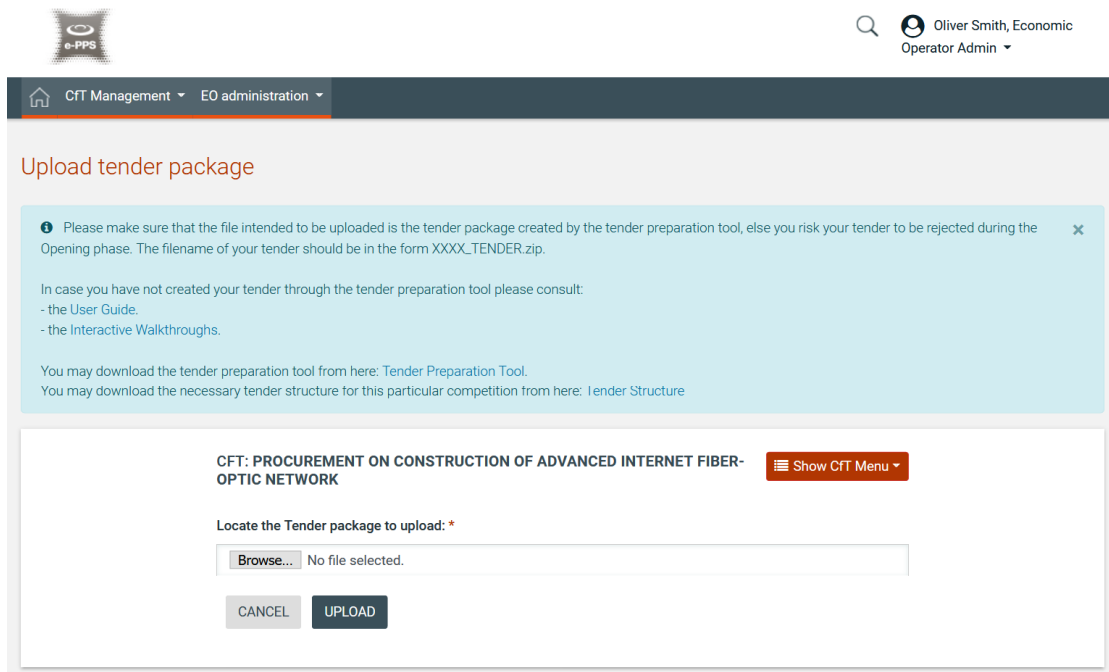 e-PPS
Oliver Smith, Economic
Operator Admin
CfT Management
EO administration
Upload tender package
Please make sure that the file intended to be uploaded is the tender package created by the tender preparation tool, else you risk your tender to be rejected during the
Opening phase. The filename of your tender should be in the form XXXX_TENDER.zip.
In case you have not created your tender through the tender preparation tool please consult:
- the User Guide.
- the Interactive Walkthroughs.
You may download the tender preparation tool from here: Tender Preparation Tool.
You may download the necessary tender structure for this particular competition from here: Tender Structure
CFT: PROCUREMENT ON CONSTRUCTION OF ADVANCED INTERNET FIBER-
OPTIC NETWORK
Show CfT Menu
Locate the Tender package to upload: *
Browse... No file selected.
CANCEL
UPLOAD